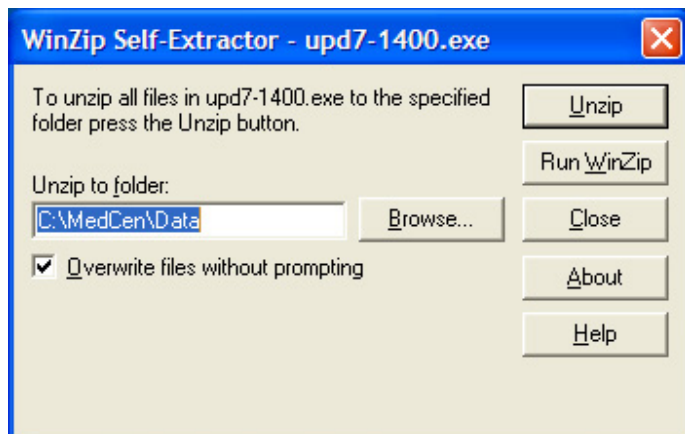 WinZip Self-Extractor - upd7-1400.exe
To unzip all files in upd7-1400.exe to the specified
folder press the Unzip button.
Unzip to folder:
C:\MedCen\Data
Browse...
Overwrite files without prompting
Unzip
Run WinZip
Close
About
Help